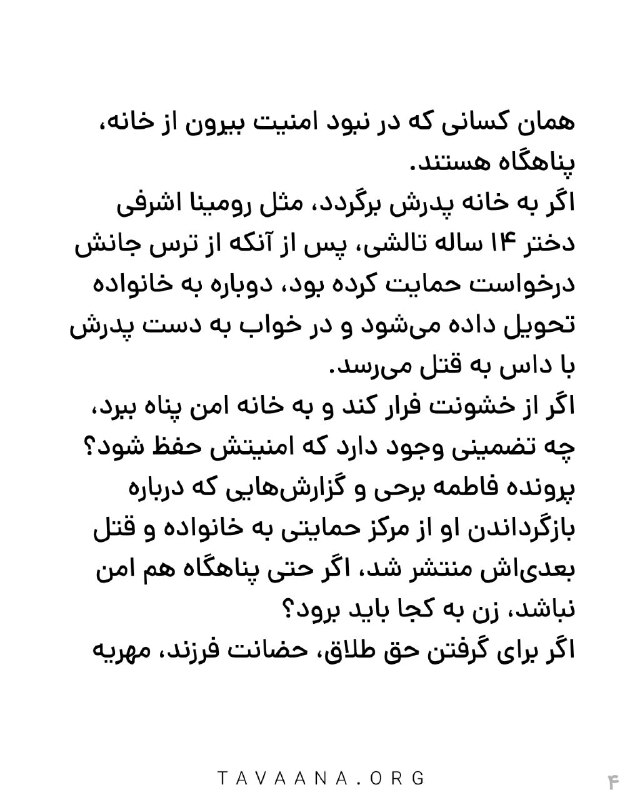 همان کسانی که در نبود امنیت بیرون از خانه،
پناهگاه هستند.
اگر به خانه پدرش برگردد، مثل رومینا اشرفی
دختر ۱۴ ساله تالشی، پس از آنکه از ترس جانش
درخواست حمایت کرده بود، دوباره به خانواده
تحویل داده می‌شود و در خواب به دست پدرش
با داس به قتل می‌رسد.
اگر از خشونت فرار کند و به خانه امن پناه ببرد،
چه تضمینی وجود دارد که امنیتش حفظ شود؟
پرونده فاطمه برحی و گزارش‌هایی که درباره
بازگرداندن او از مرکز حمایتی به خانواده و قتل
بعدی‌اش منتشر شد، اگر حتی پناهگاه هم امن
نباشد، زن به کجا باید برود؟
اگر برای گرفتن حق طلاق، حضانت فرزند، مهریه
TAVAANA.ORG
۴